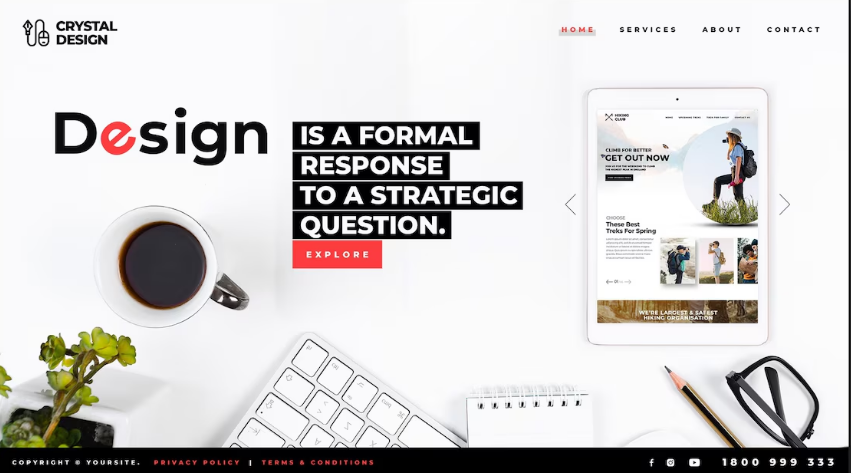 CRYSTAL
DESIGN
HOME SERVICES ABOUT CONTACT
Design
IS A FORMAL
RESPONSE
TO A STRATEGIC
QUESTION.
EXPLORE
HIKING
CLUB
CLIMB FOR BETTER
GET OUT NOW
CHOOSE
These Best
Treks For Spring
WE'RE LARGEST & SAFEST
HIKING ORGANISATION
COPYRIGHT © YOURSITE. PRIVACY POLICY | TERMS & CONDITIONS
1800 999 333